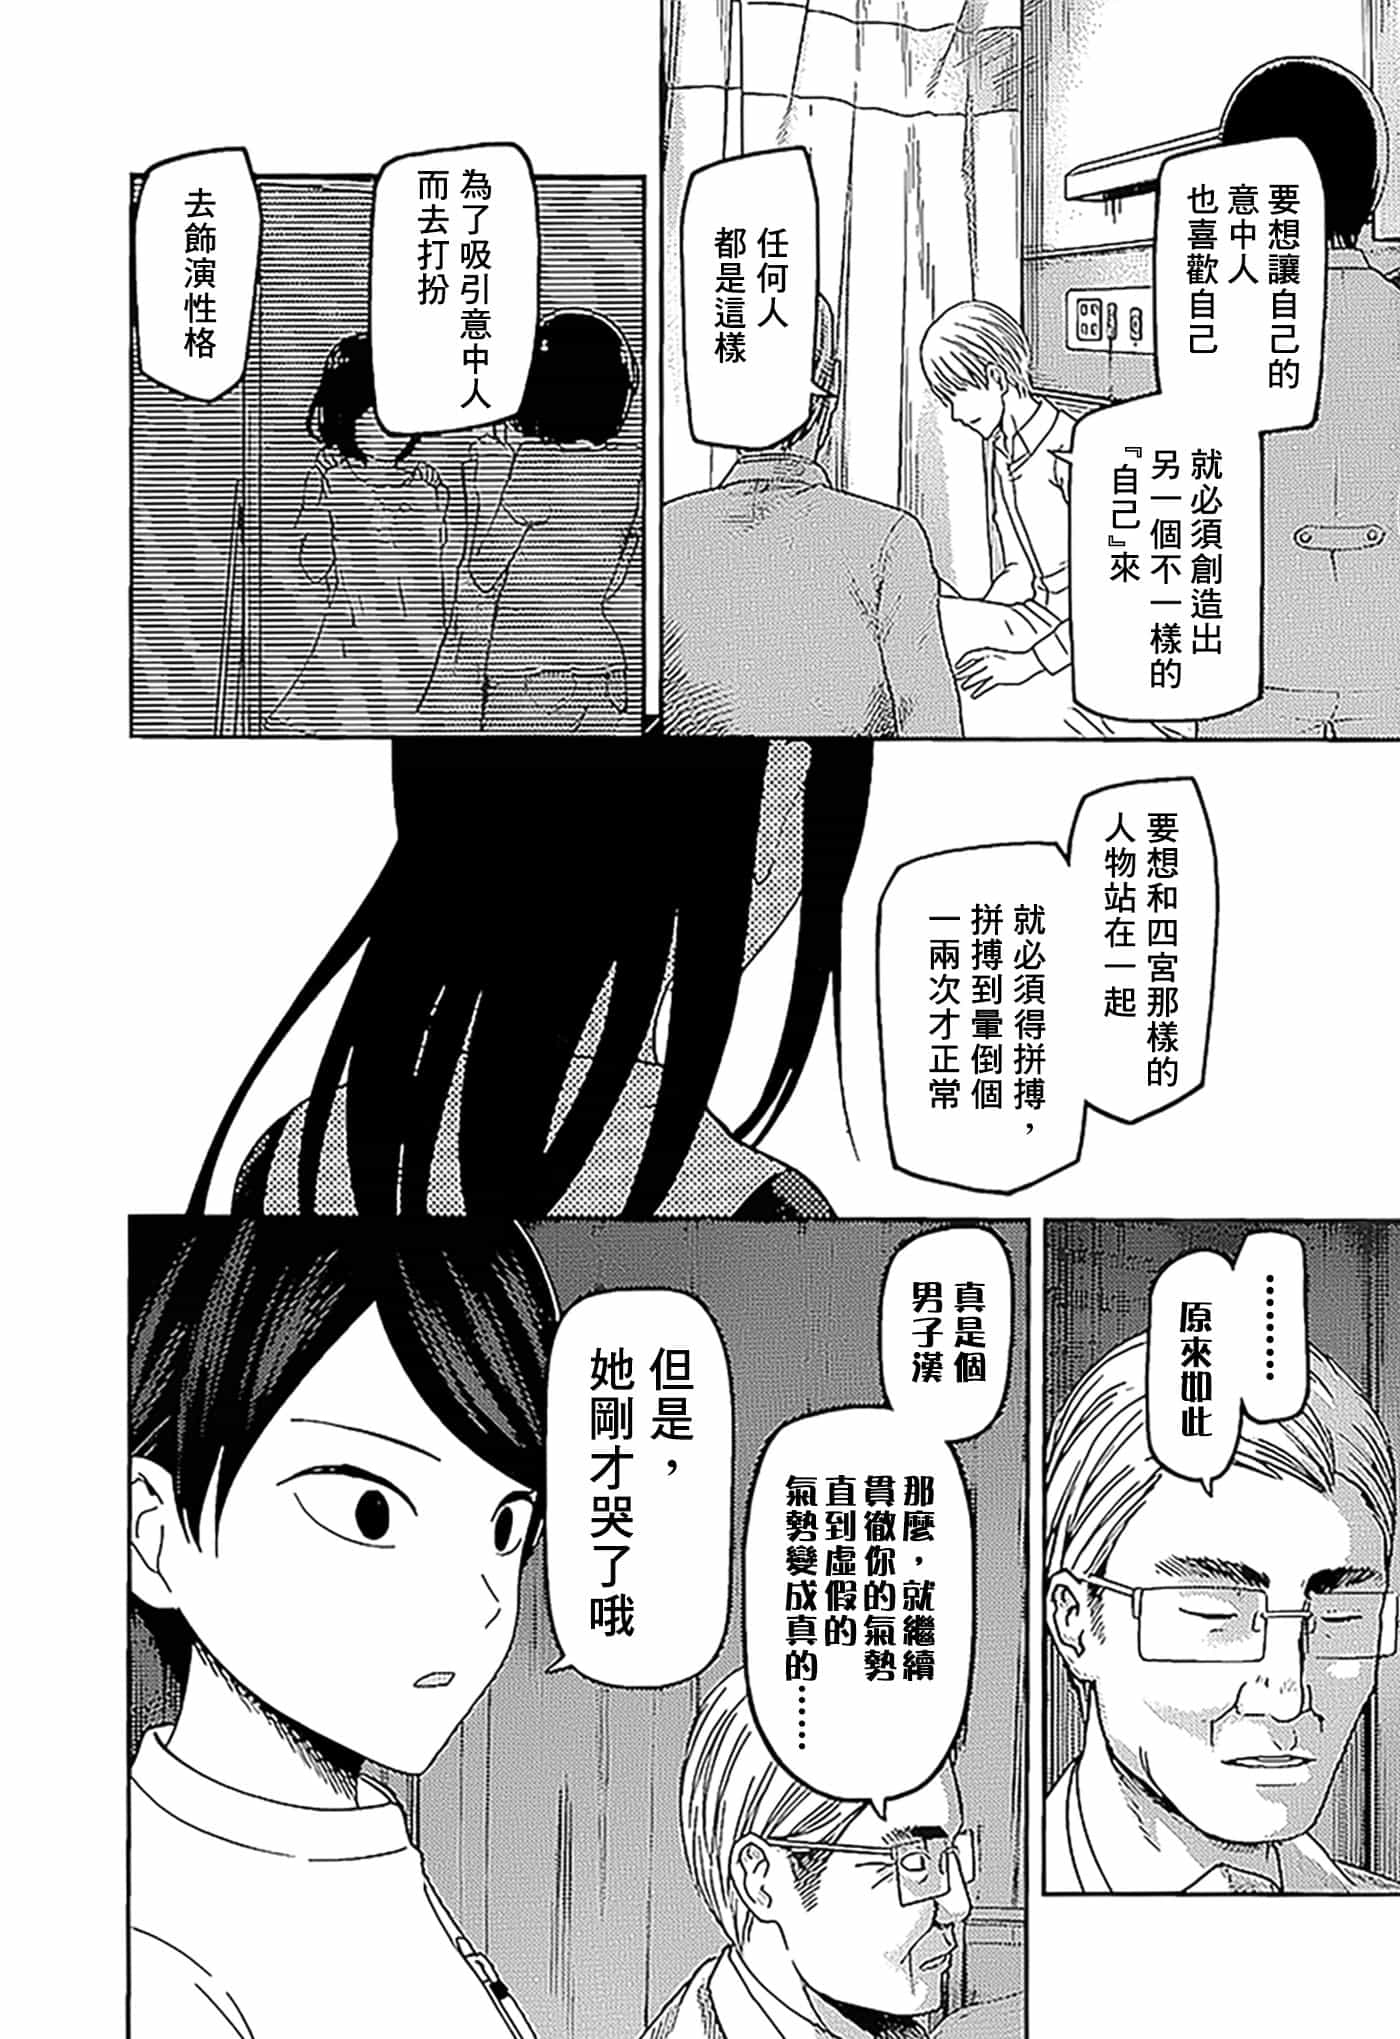 要想讓自己的
意中人
也喜歡自己
就必須創造出
另一個不一樣的
『自己』來
任何人
都是這樣
為了吸引意中人
而去打扮
去飾演性格
要想和四宮那樣的
人物站在一起
就必須得拼搏，
拼搏到暈倒個
一兩次才正常
………
原來如此
真是個
男子漢
那麼，就繼續
貫徹你的氣勢
直到虛假的
氣勢變成真的……
但是，
她剛才哭了哦